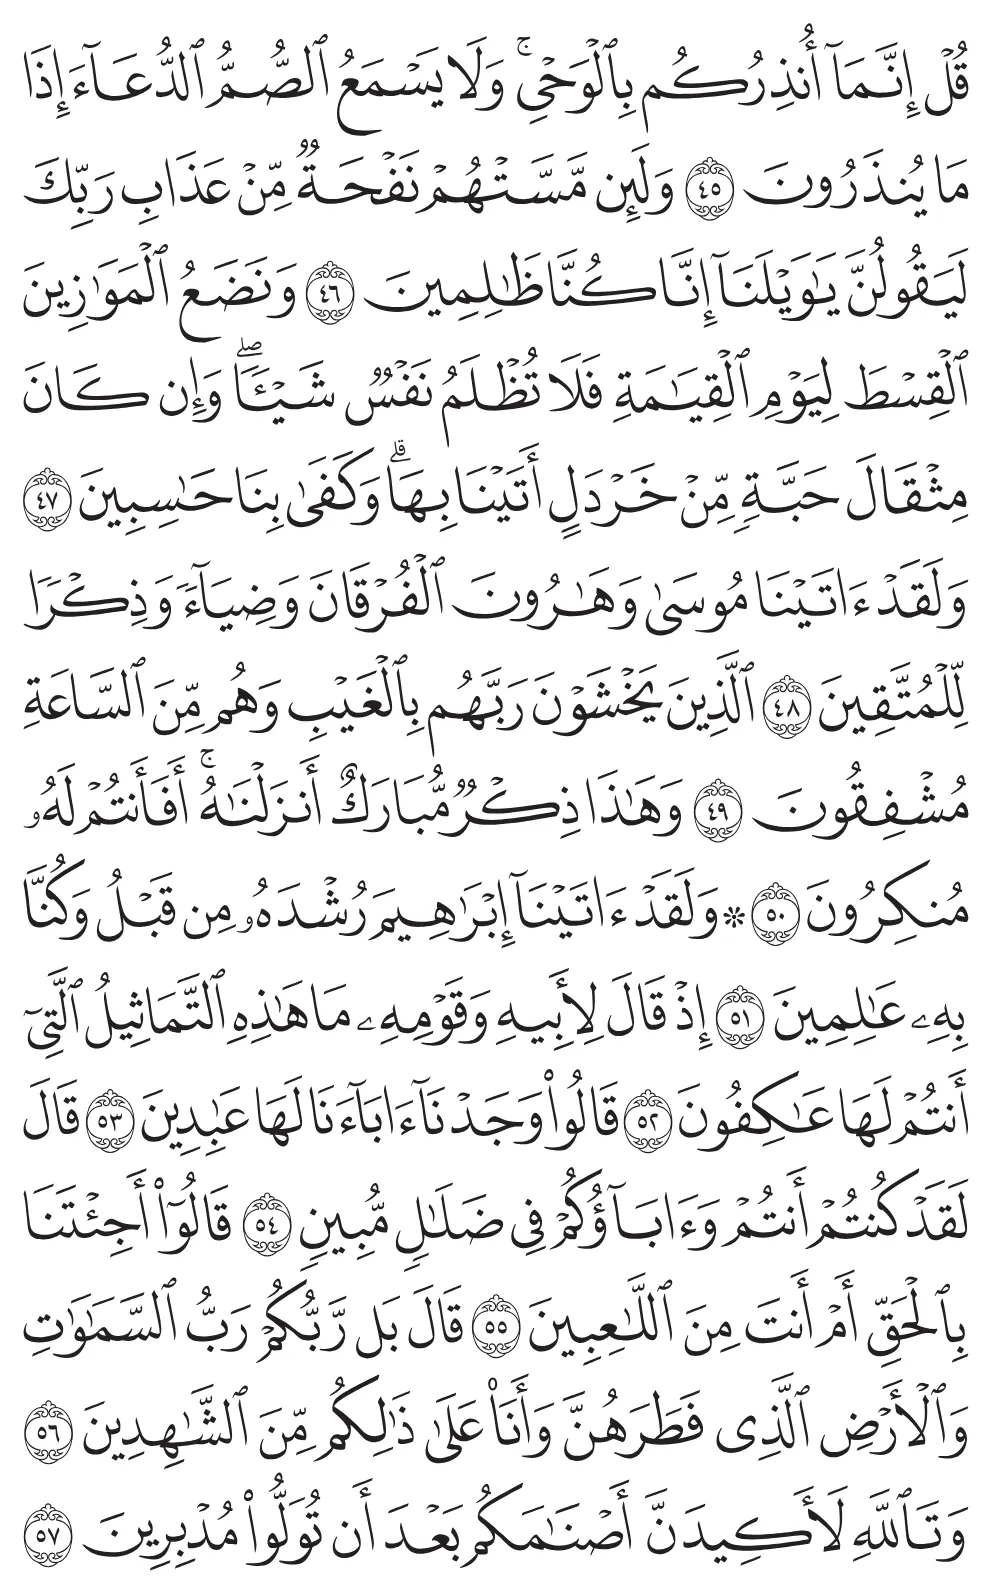 قُلۡ إِنَّمَآ أُنذِرُكُم بِٱلۡوَحۡيِۚ وَلَا يَسۡمَعُ ٱلصُّمُّ ٱلدُّعَآءَ إِذَا
مَا يُنذَرُونَ ٤٥ وَلَئِن مَّسَّتۡهُمۡ نَفۡحَةٞ مِّنۡ عَذَابِ رَبِّكَ
لَيَقُولُنَّ يَٰوَيۡلَنَآ إِنَّا كُنَّا ظَٰلِمِينَ ٤٦ وَنَضَعُ ٱلۡمَوَٰزِينَ
ٱلۡقِسۡطَ لِيَوۡمِ ٱلۡقِيَٰمَةِ فَلَا تُظۡلَمُ نَفۡسٞ شَيۡـٔٗاۖ وَإِن كَانَ
مِثۡقَالَ حَبَّةٖ مِّنۡ خَرۡدَلٍ أَتَيۡنَا بِهَاۗ وَكَفَىٰ بِنَا حَٰسِبِينَ ٤٧
وَلَقَدۡ ءَاتَيۡنَا مُوسَىٰ وَهَٰرُونَ ٱلۡفُرۡقَانَ وَضِيَآءٗ وَذِكۡرٗا
لِّلۡمُتَّقِينَ ٤٨ ٱلَّذِينَ يَخۡشَوۡنَ رَبَّهُم بِٱلۡغَيۡبِ وَهُم مِّنَ ٱلسَّاعَةِ
مُشۡفِقُونَ ٤٩ وَهَٰذَا ذِكۡرٞ مُّبَارَكٌ أَنزَلۡنَٰهُۚ أَفَأَنتُمۡ لَهُۥ
مُنكِرُونَ ٥٠ ۞ وَلَقَدۡ ءَاتَيۡنَآ إِبۡرَٰهِيمَ رُشۡدَهُۥ مِن قَبۡلُ وَكُنَّا
بِهِۦ عَٰلِمِينَ ٥١ إِذۡ قَالَ لِأَبِيهِ وَقَوۡمِهِۦ مَا هَٰذِهِ ٱلتَّمَاثِيلُ ٱلَّتِيٓ
أَنتُمۡ لَهَا عَٰكِفُونَ ٥٢ قَالُواْ وَجَدۡنَآ ءَابَآءَنَا لَهَا عَٰبِدِينَ ٥٣ قَالَ
لَقَدۡ كُنتُمۡ أَنتُمۡ وَءَابَآؤُكُمۡ فِي ضَلَٰلٖ مُّبِينٖ ٥٤ قَالُوٓاْ أَجِئۡتَنَا
بِٱلۡحَقِّ أَمۡ أَنتَ مِنَ ٱللَّٰعِبِينَ ٥٥ قَالَ بَل رَّبُّكُمۡ رَبُّ ٱلسَّمَٰوَٰتِ
وَٱلۡأَرۡضِ ٱلَّذِي فَطَرَهُنَّ وَأَنَا۠ عَلَىٰ ذَٰلِكُم مِّنَ ٱلشَّٰهِدِينَ ٥٦
وَتَٱللَّهِ لَأَكِيدَنَّ أَصۡنَٰمَكُم بَعۡدَ أَن تُوَلُّواْ مُدۡبِرِينَ ٥٧